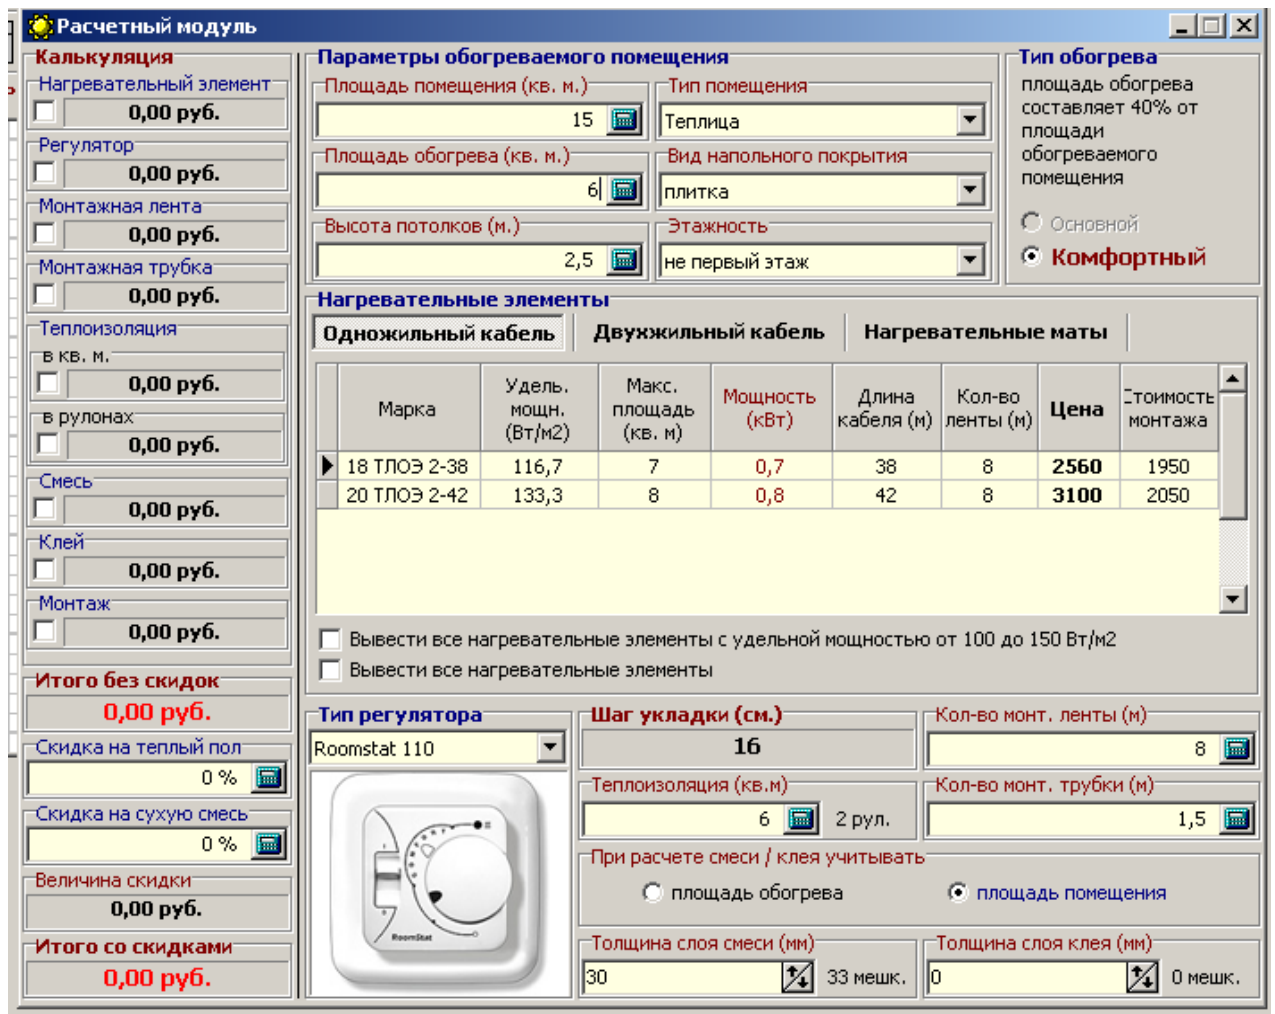 Расчетный модуль
Калькуляция
Нагревательный элемент
0,00 руб.
Регулятор
0,00 руб.
Монтажная лента
0,00 руб.
Монтажная трубка
0,00 руб.
Теплоизоляция
в кв. м.
0,00 руб.
в рулонах
0,00 руб.
Смесь
0,00 руб.
Клей
0,00 руб.
Монтаж
0,00 руб.
Итого без скидок
0,00 руб.
Скидка на теплый пол
0 %
Скидка на сухую смесь
0 %
Величина скидки
0,00 руб.
Итого со скидками
0,00 руб.
Параметры обогреваемого помещения
Площадь помещения (кв. м.)
15
Тип помещения
Теплица
Площадь обогрева (кв. м.)
6
Вид напольного покрытия
плитка
Высота потолков (м.)
2,5
Этажность
не первый этаж
Тип обогрева
площадь обогрева
составляет 40% от
площади
обогреваемого
помещения
Основной
Комфортный
Нагревательные элементы
Одножильный кабель Двухжильный кабель Нагревательные маты
Марка
Удель.
мощн.
(Вт/м2)
Макс.
площадь
(кв. м)
Мощность
(кВт)
Длина
кабеля (м)
Кол-во
ленты (м)
Цена
Стоимость
монтажа
18 ТЛОЭ 2-38 116,7 7 0,7 38 8 2560 1950
20 ТЛОЭ 2-42 133,3 8 0,8 42 8 3100 2050
Вывести все нагревательные элементы с удельной мощностью от 100 до 150 Вт/м2
Вывести все нагревательные элементы
Тип регулятора
Roomstat 110
RoomStat
Шаг укладки (см.)
16
Кол-во монт. ленты (м)
8
Теплоизоляция (кв.м)
6 2 рул.
Кол-во монт. трубки (м)
1,5
При расчете смеси / клея учитывать
площадь обогрева площадь помещения
Толщина слоя смеси (мм)
30 33 мешк.
Толщина слоя клея (мм)
0 0 мешк.